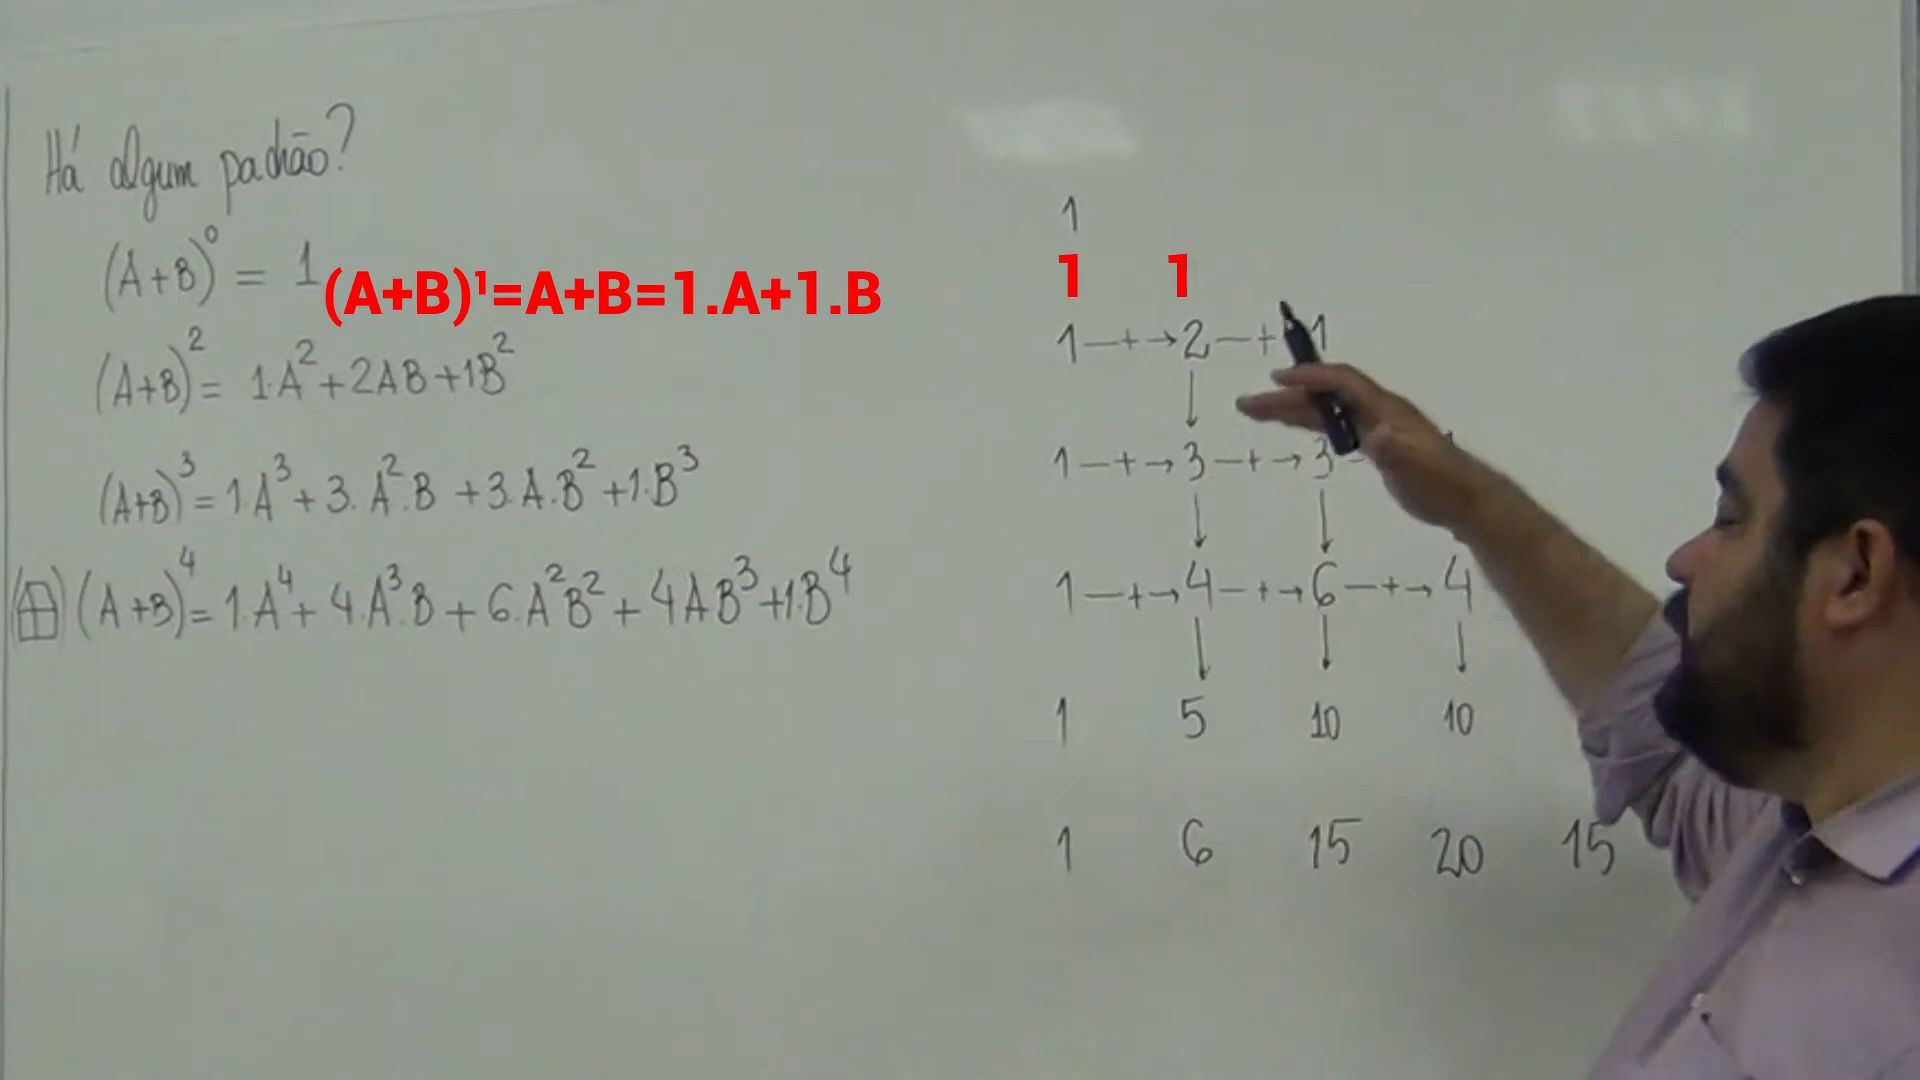 Há algum padrão?
(A+B)⁰ = 1
(A+B)¹=A+B=1.A+1.B
(A+B)² = 1.A²+2AB+1B²
(A+B)³ = 1.A³+3.A².B+3.A.B²+1.B³
(A+B)⁴ = 1.A⁴+4.A³.B+6.A²B²+4AB³+1.B⁴
1
1 1
1—+→2—+ 1
↓
1—+→3—+→3
↓ ↓
1—+→4—+→6—+→4
↓ ↓ ↓
1 5 10 10
1 6 15 20 15